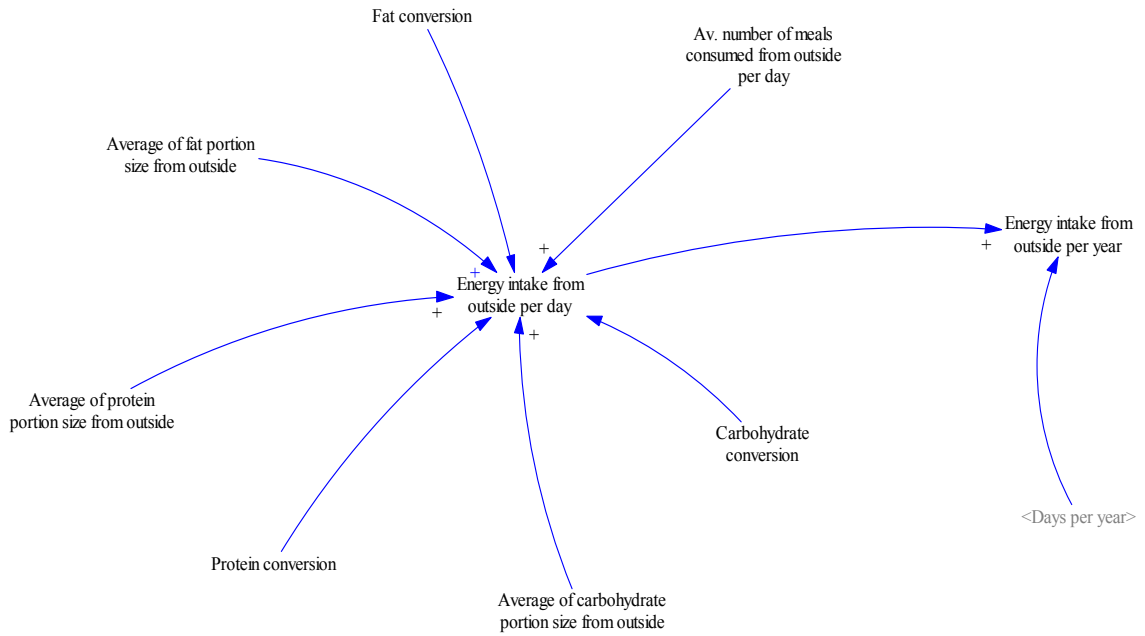 Fat conversion
Av. number of meals
consumed from outside
per day
Average of fat portion
size from outside
Energy intake from
outside per year
+
+
+
Energy intake from
outside per day
+
+
Average of protein
portion size from outside
Carbohydrate
conversion
<Days per year>
Protein conversion
Average of carbohydrate
portion size from outside